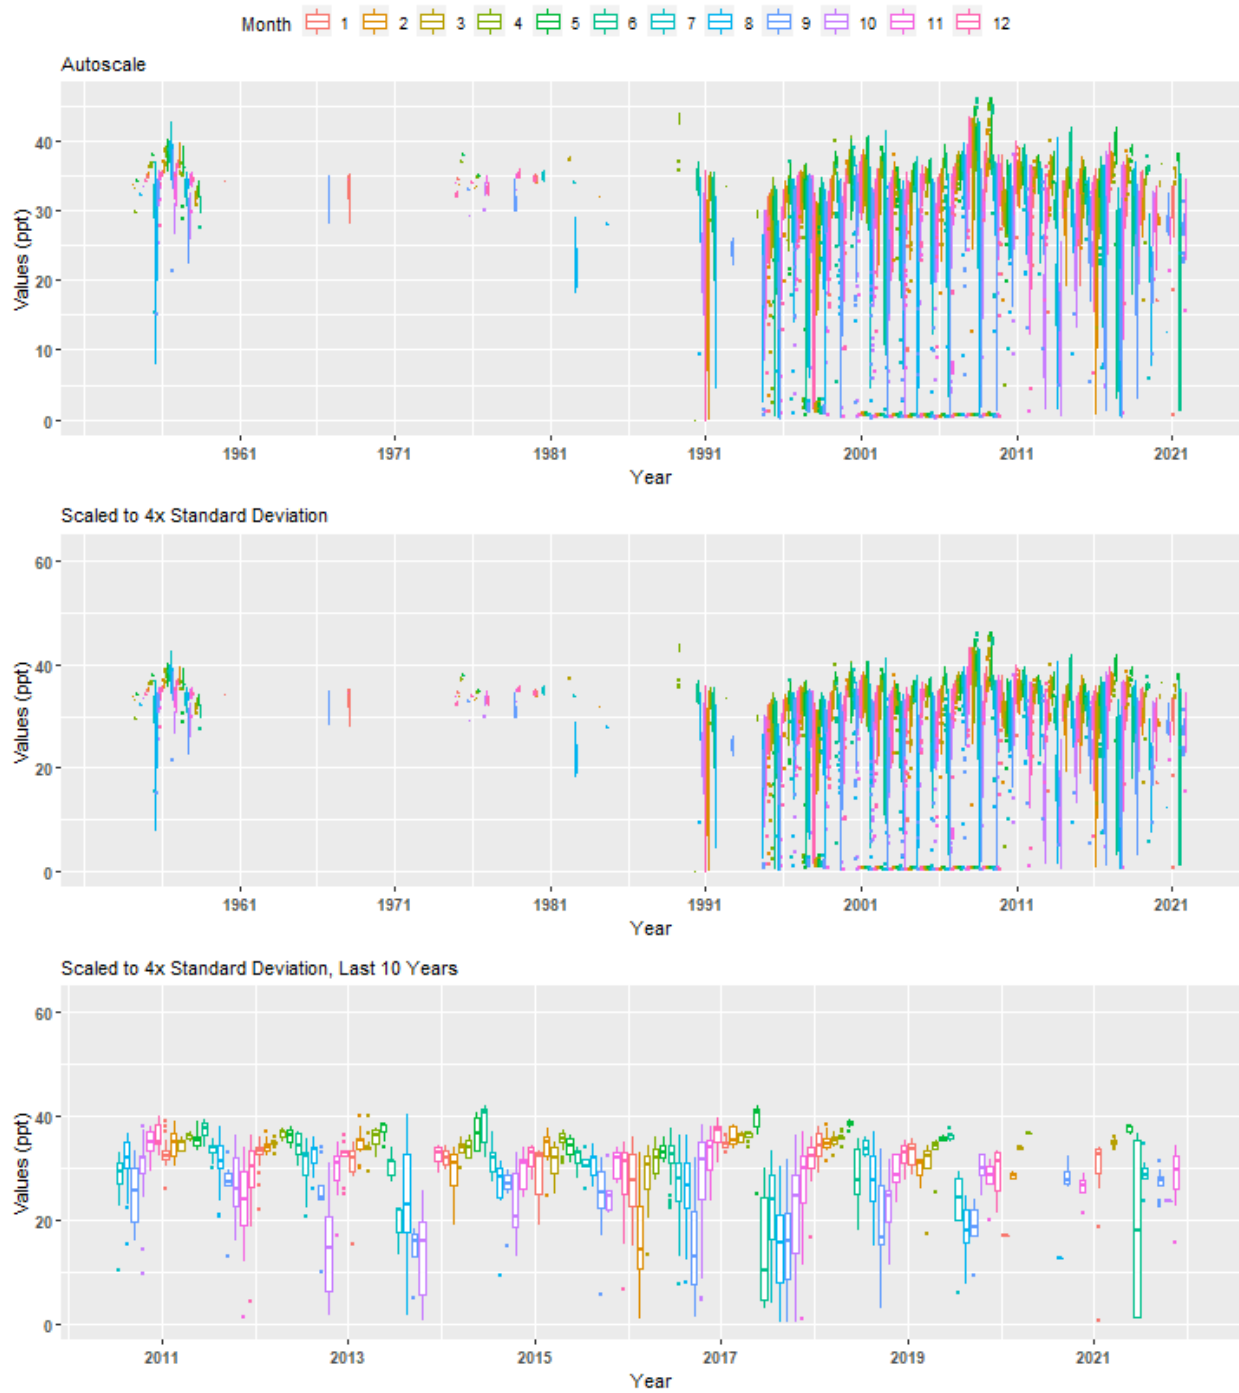 Month 1 2 3 4 5 6 7 8 9 10 11 12
Autoscale
Values (ppt)
40
30
20
10
0
1961 1971 1981 1991 2001 2011 2021
Year
Scaled to 4x Standard Deviation
Values (ppt)
60
40
20
0
1961 1971 1981 1991 2001 2011 2021
Year
Scaled to 4x Standard Deviation, Last 10 Years
Values (ppt)
60
40
20
0
2011 2013 2015 2017 2019 2021
Year